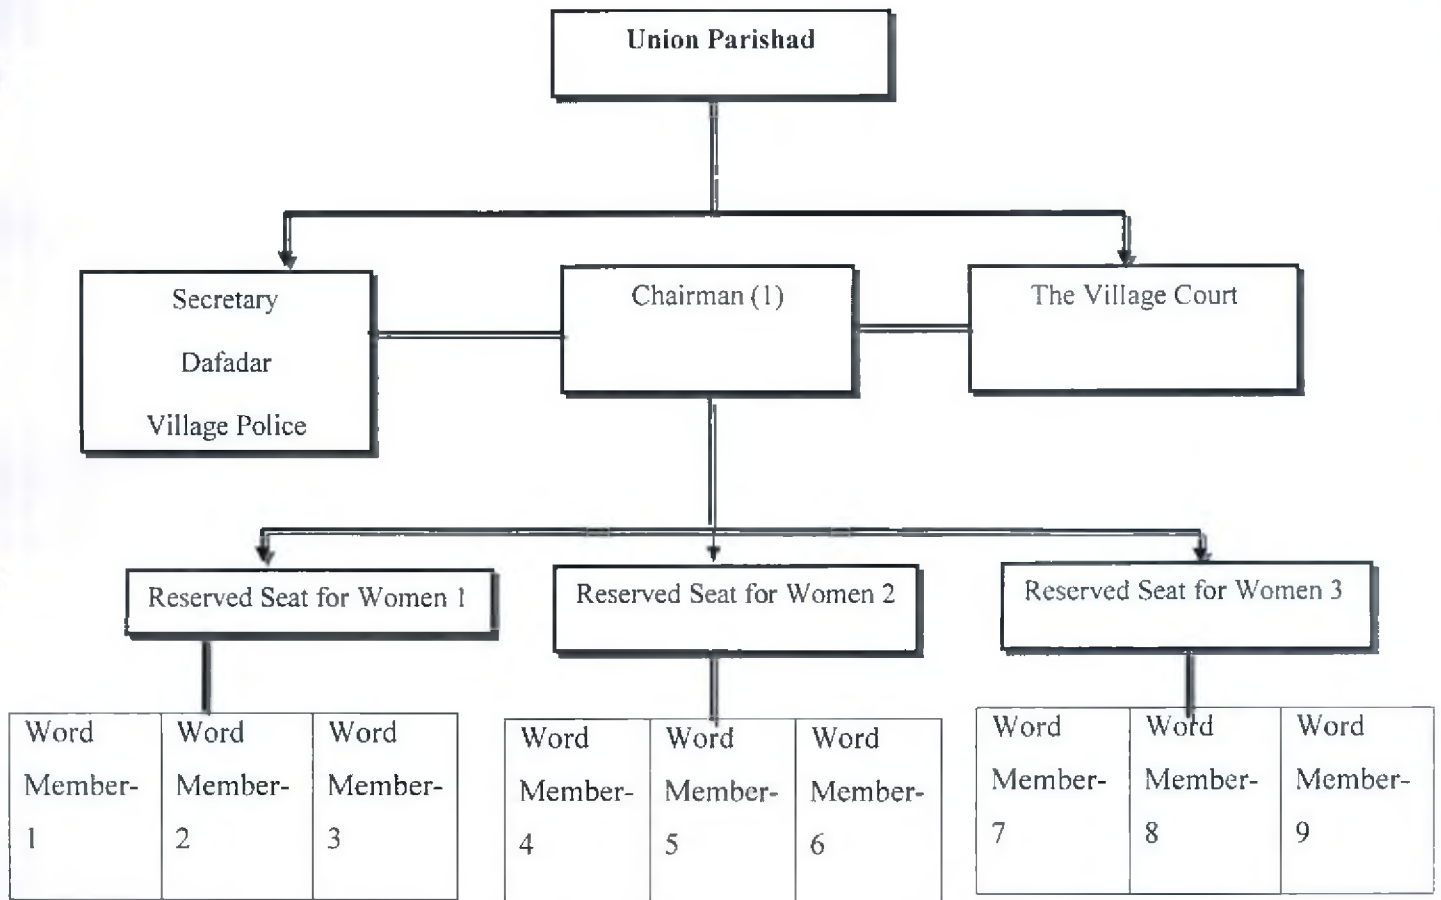 Union Parishad
Secretary
Dafadar
Village Police
Chairman (1)
The Village Court
Reserved Seat for Women 1
Reserved Seat for Women 2
Reserved Seat for Women 3
Word
Member-
1
Word
Member-
2
Word
Member-
3
Word
Member-
4
Word
Member-
5
Word
Member-
6
Word
Member-
7
Word
Member-
8
Word
Member-
9